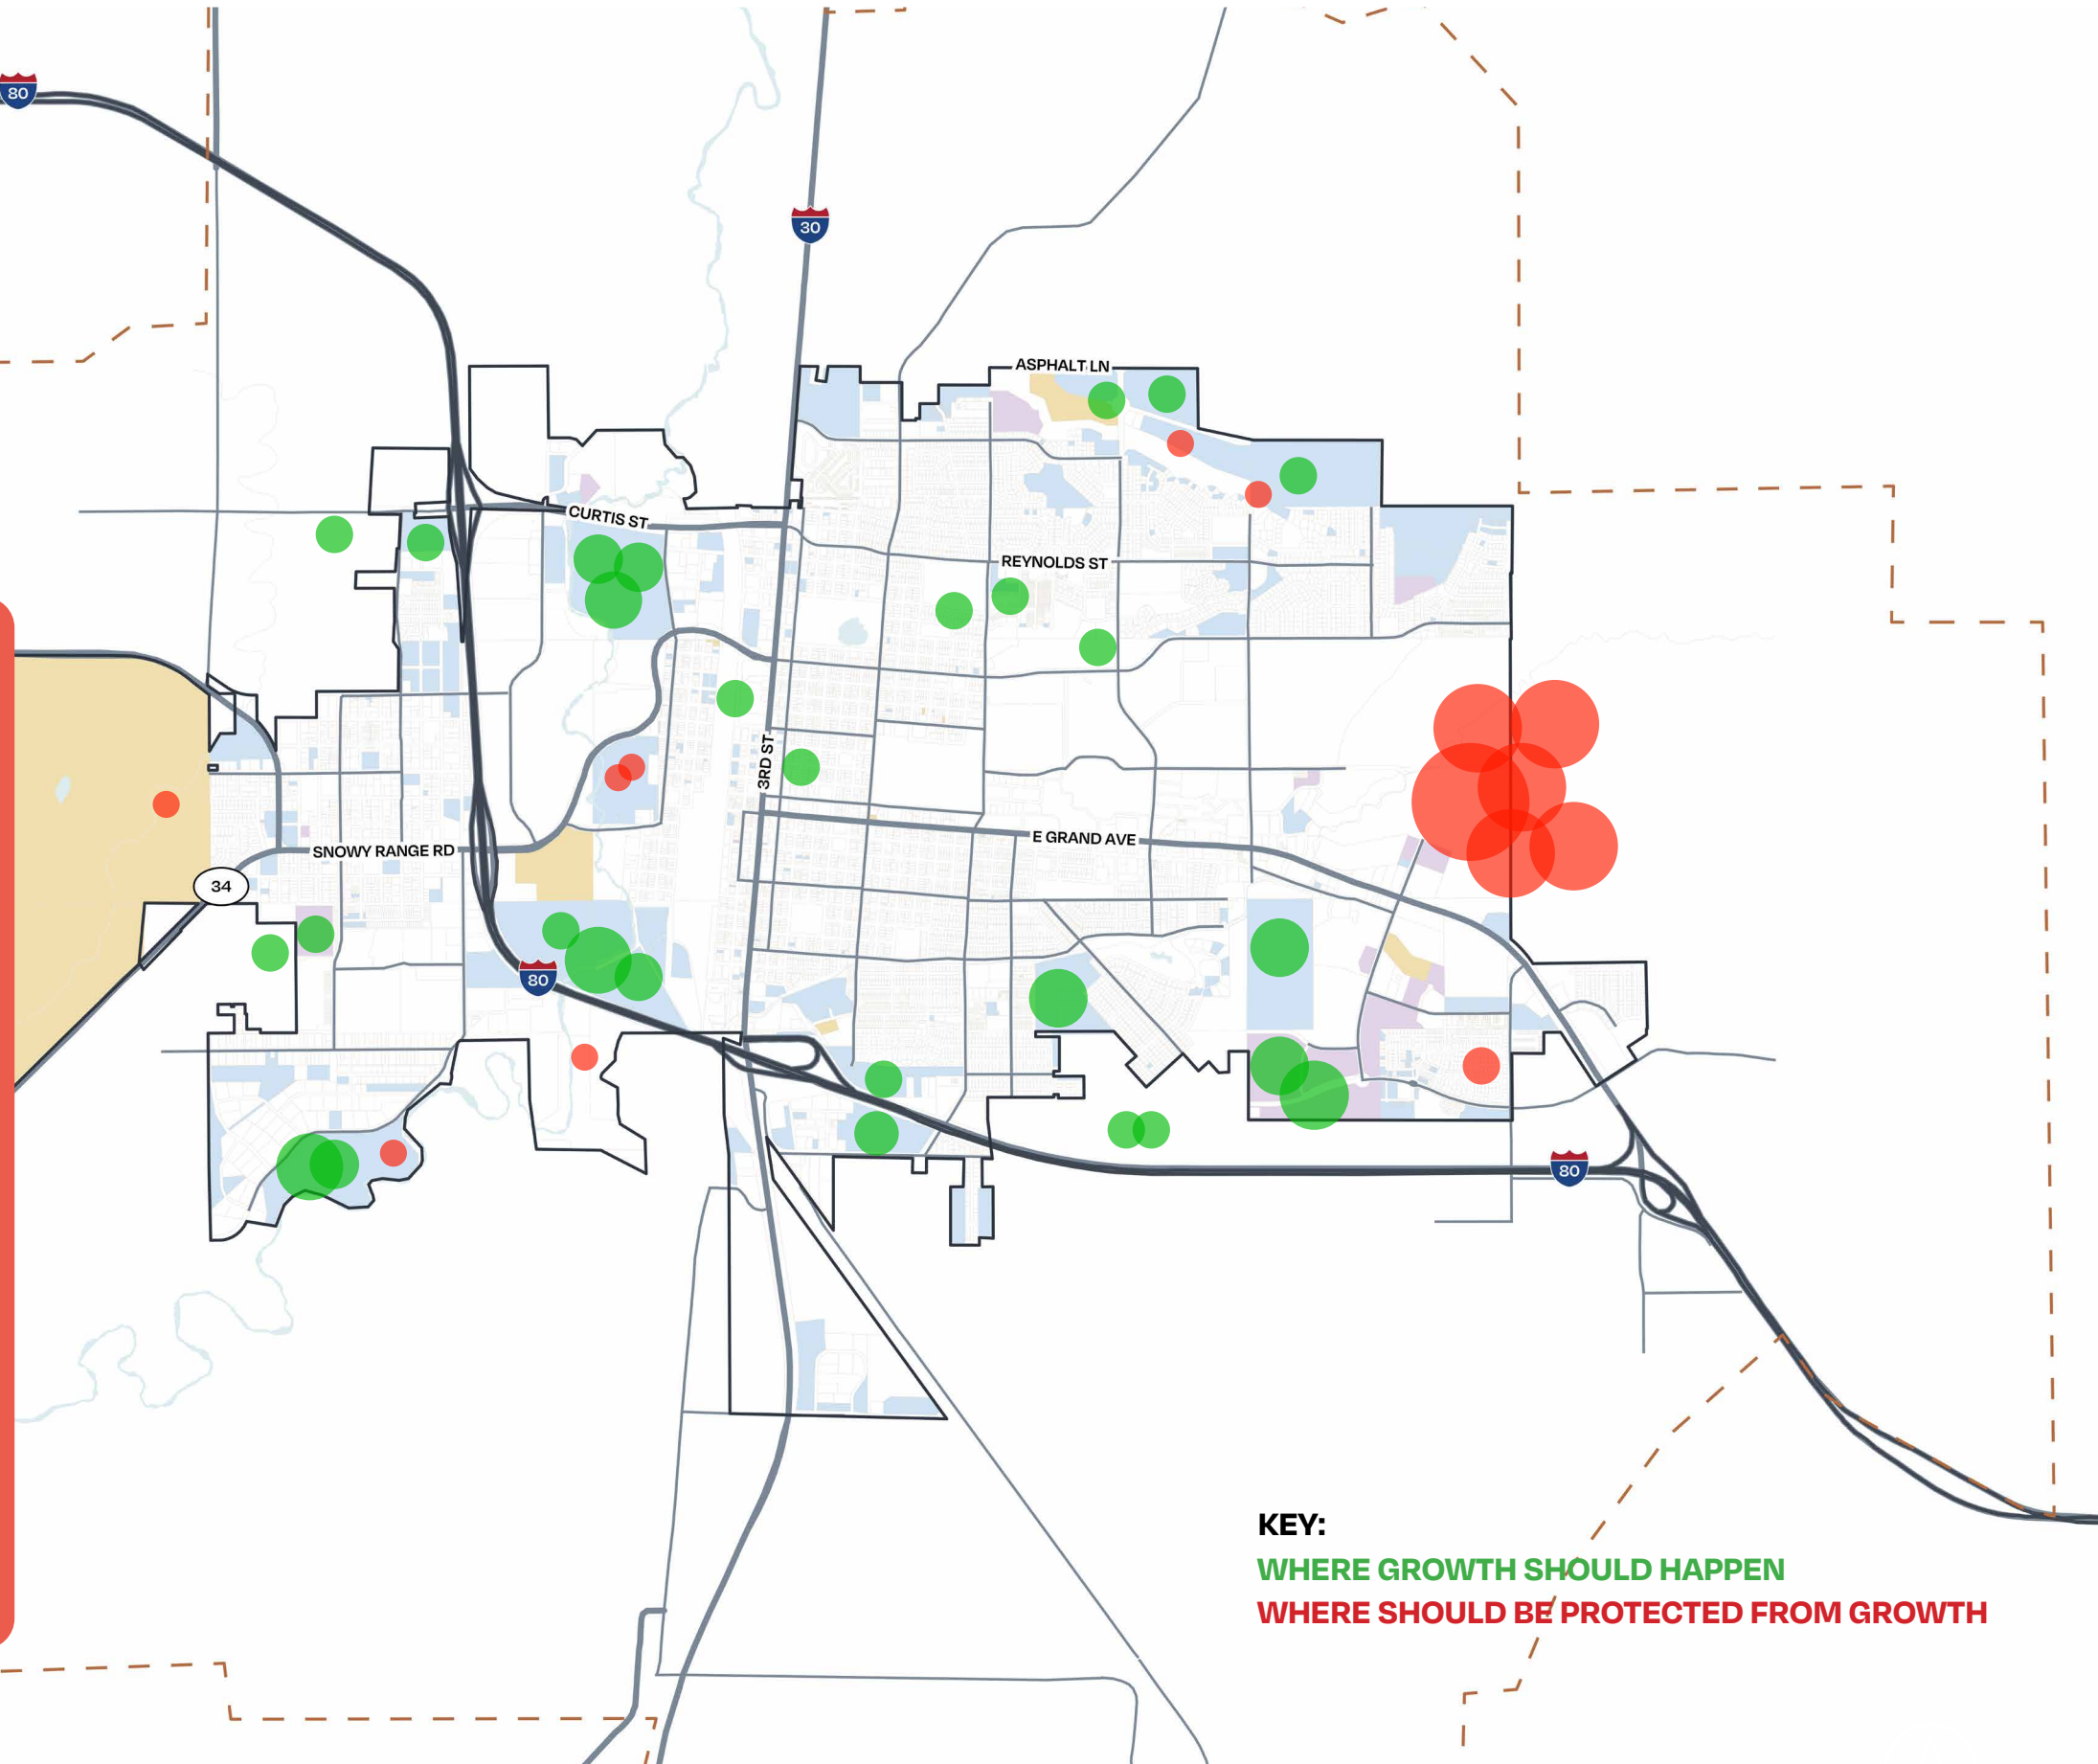 80
30
ASPHALT LN
CURTIS ST
REYNOLDS ST
3RD ST
E GRAND AVE
SNOWY RANGE RD
34
80
80
KEY:
WHERE GROWTH SHOULD HAPPEN
WHERE SHOULD BE PROTECTED FROM GROWTH